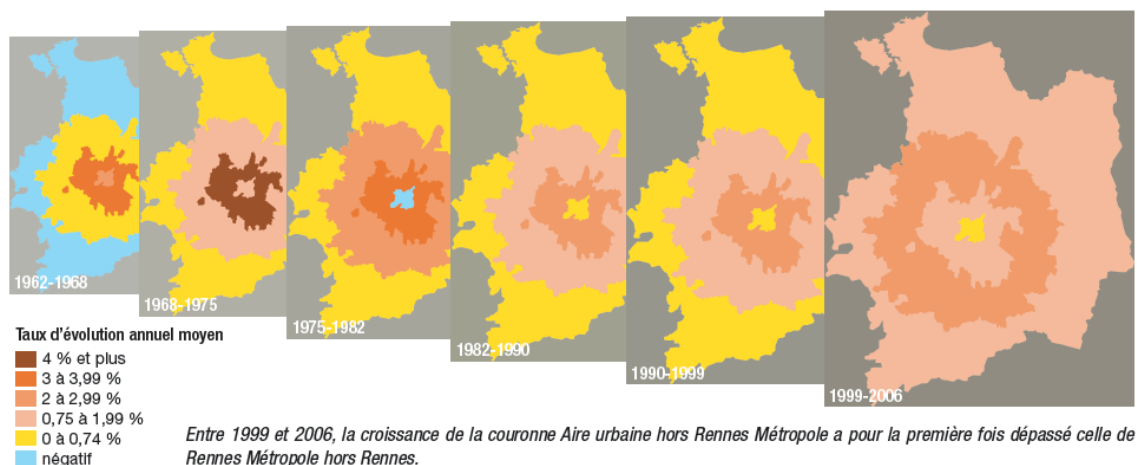 1962-1968
1968-1975
1975-1982
1982-1990
1990-1999
1999-2006
Taux d'évolution annuel moyen
4 % et plus
3 à 3,99 %
2 à 2,99 %
0,75 à 1,99 %
0 à 0,74 %
négatif
Entre 1999 et 2006, la croissance de la couronne Aire urbaine hors Rennes Métropole a pour la première fois dépassé celle de
Rennes Métropole hors Rennes.